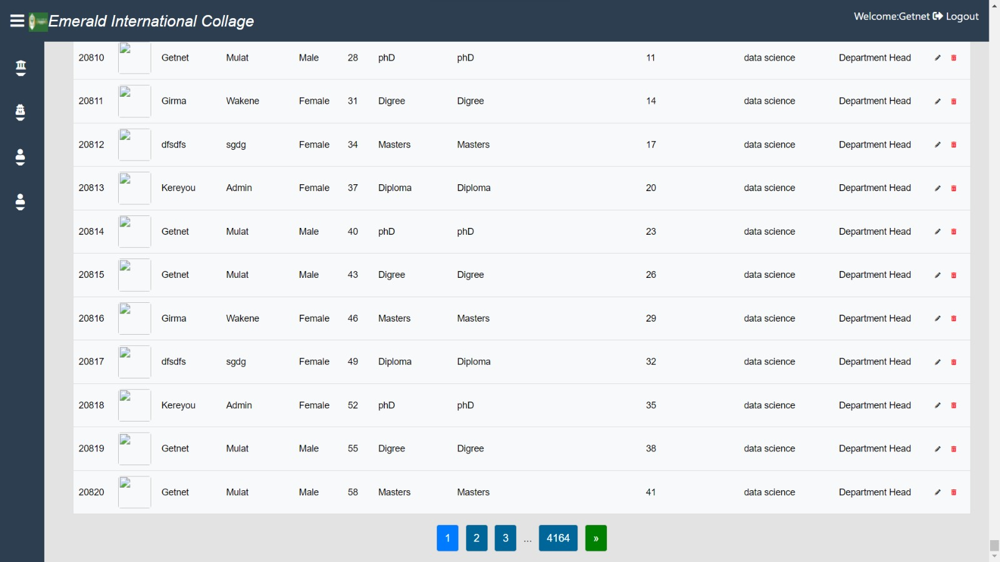 Emerald International Collage
Welcome:Getnet Logout
20810 Getnet Mulat Male 28 phD phD 11 data science Department Head
20811 Girma Wakene Female 31 Digree Digree 14 data science Department Head
20812 dfsdfs sgdg Female 34 Masters Masters 17 data science Department Head
20813 Kereyou Admin Female 37 Diploma Diploma 20 data science Department Head
20814 Getnet Mulat Male 40 phD phD 23 data science Department Head
20815 Getnet Mulat Male 43 Digree Digree 26 data science Department Head
20816 Girma Wakene Female 46 Masters Masters 29 data science Department Head
20817 dfsdfs sgdg Female 49 Diploma Diploma 32 data science Department Head
20818 Kereyou Admin Female 52 phD phD 35 data science Department Head
20819 Getnet Mulat Male 55 Digree Digree 38 data science Department Head
20820 Getnet Mulat Male 58 Masters Masters 41 data science Department Head
1 2 3 ... 4164 »